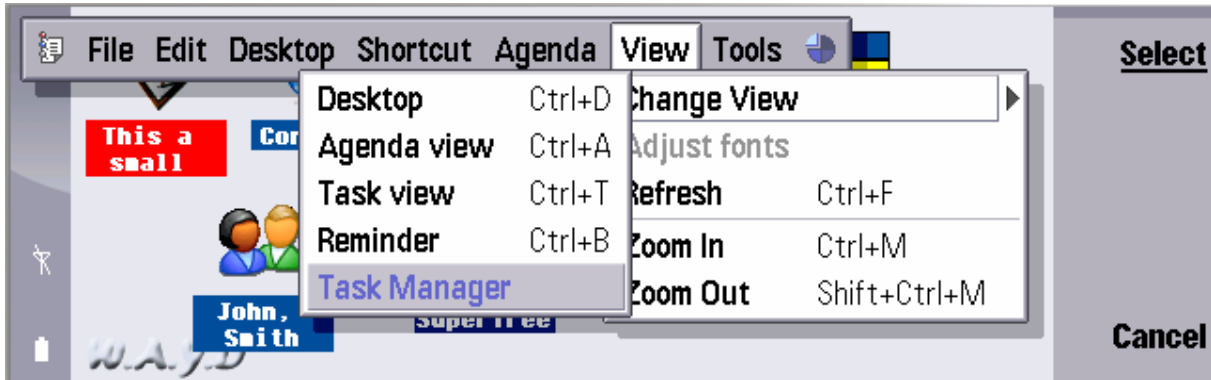 File Edit Desktop Shortcut Agenda View Tools
Select
Desktop Ctrl+D
Agenda view Ctrl+A
Task view Ctrl+T
Reminder Ctrl+B
Task Manager
Change View
Adjust fonts
Refresh Ctrl+F
Zoom In Ctrl+M
Zoom Out Shift+Ctrl+M
This a
small
John,
Smith
W.A.y.D
Cancel